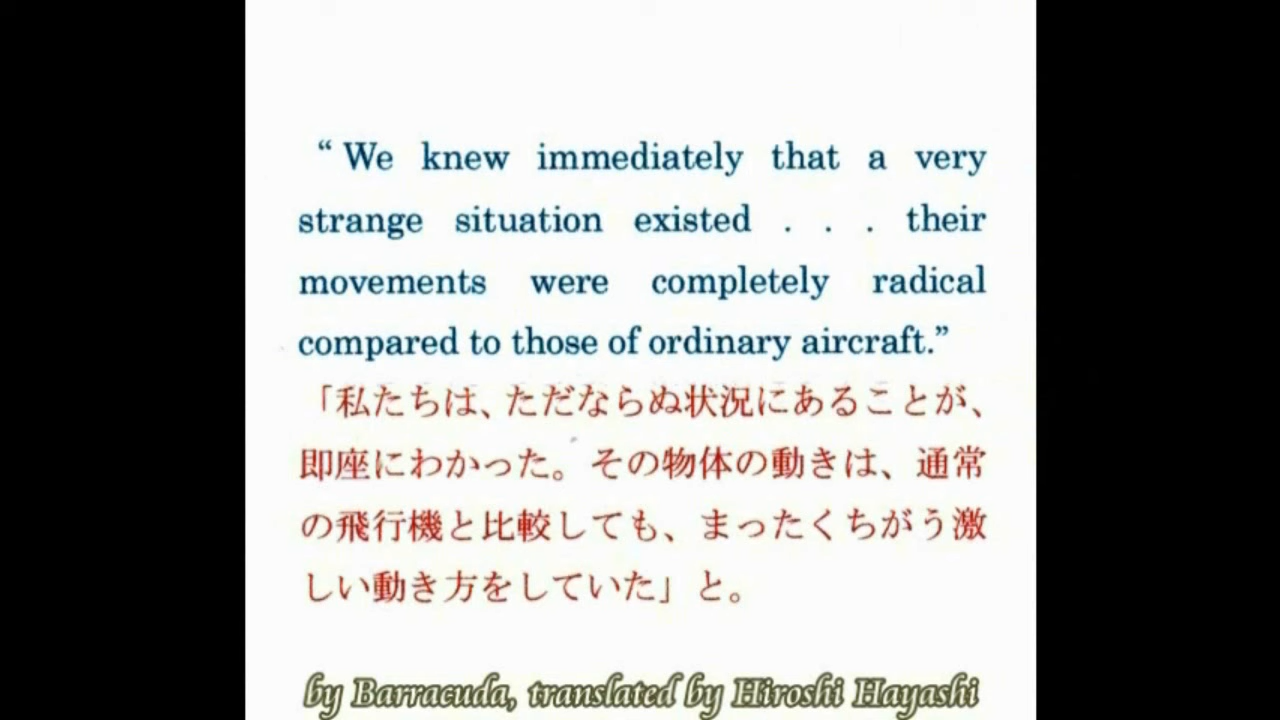 “ We knew immediately that a very
strange situation existed . . . their
movements were completely radical
compared to those of ordinary aircraft.”
「私たちは、ただならぬ状況にあることが、
即座にわかった。その物体の動きは、通常
の飛行機と比較しても、まったくちがう激
しい動き方をしていた」と。
by Barracuda, translated by Hiroshi Hayashi